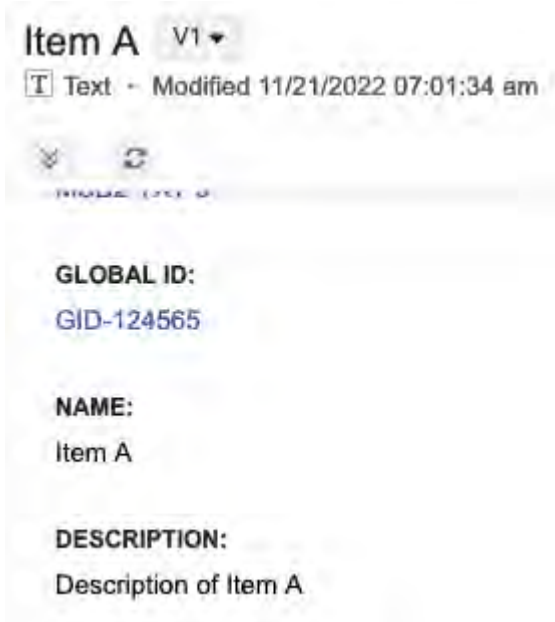 Item A V1
T Text - Modified 11/21/2022 07:01:34 am
GLOBAL ID:
GID-124565
NAME:
Item A
DESCRIPTION:
Description of Item A